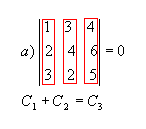 a) |1 3 4|
|2 4 6| = 0
|3 2 5|
C₁ + C₂ = C₃